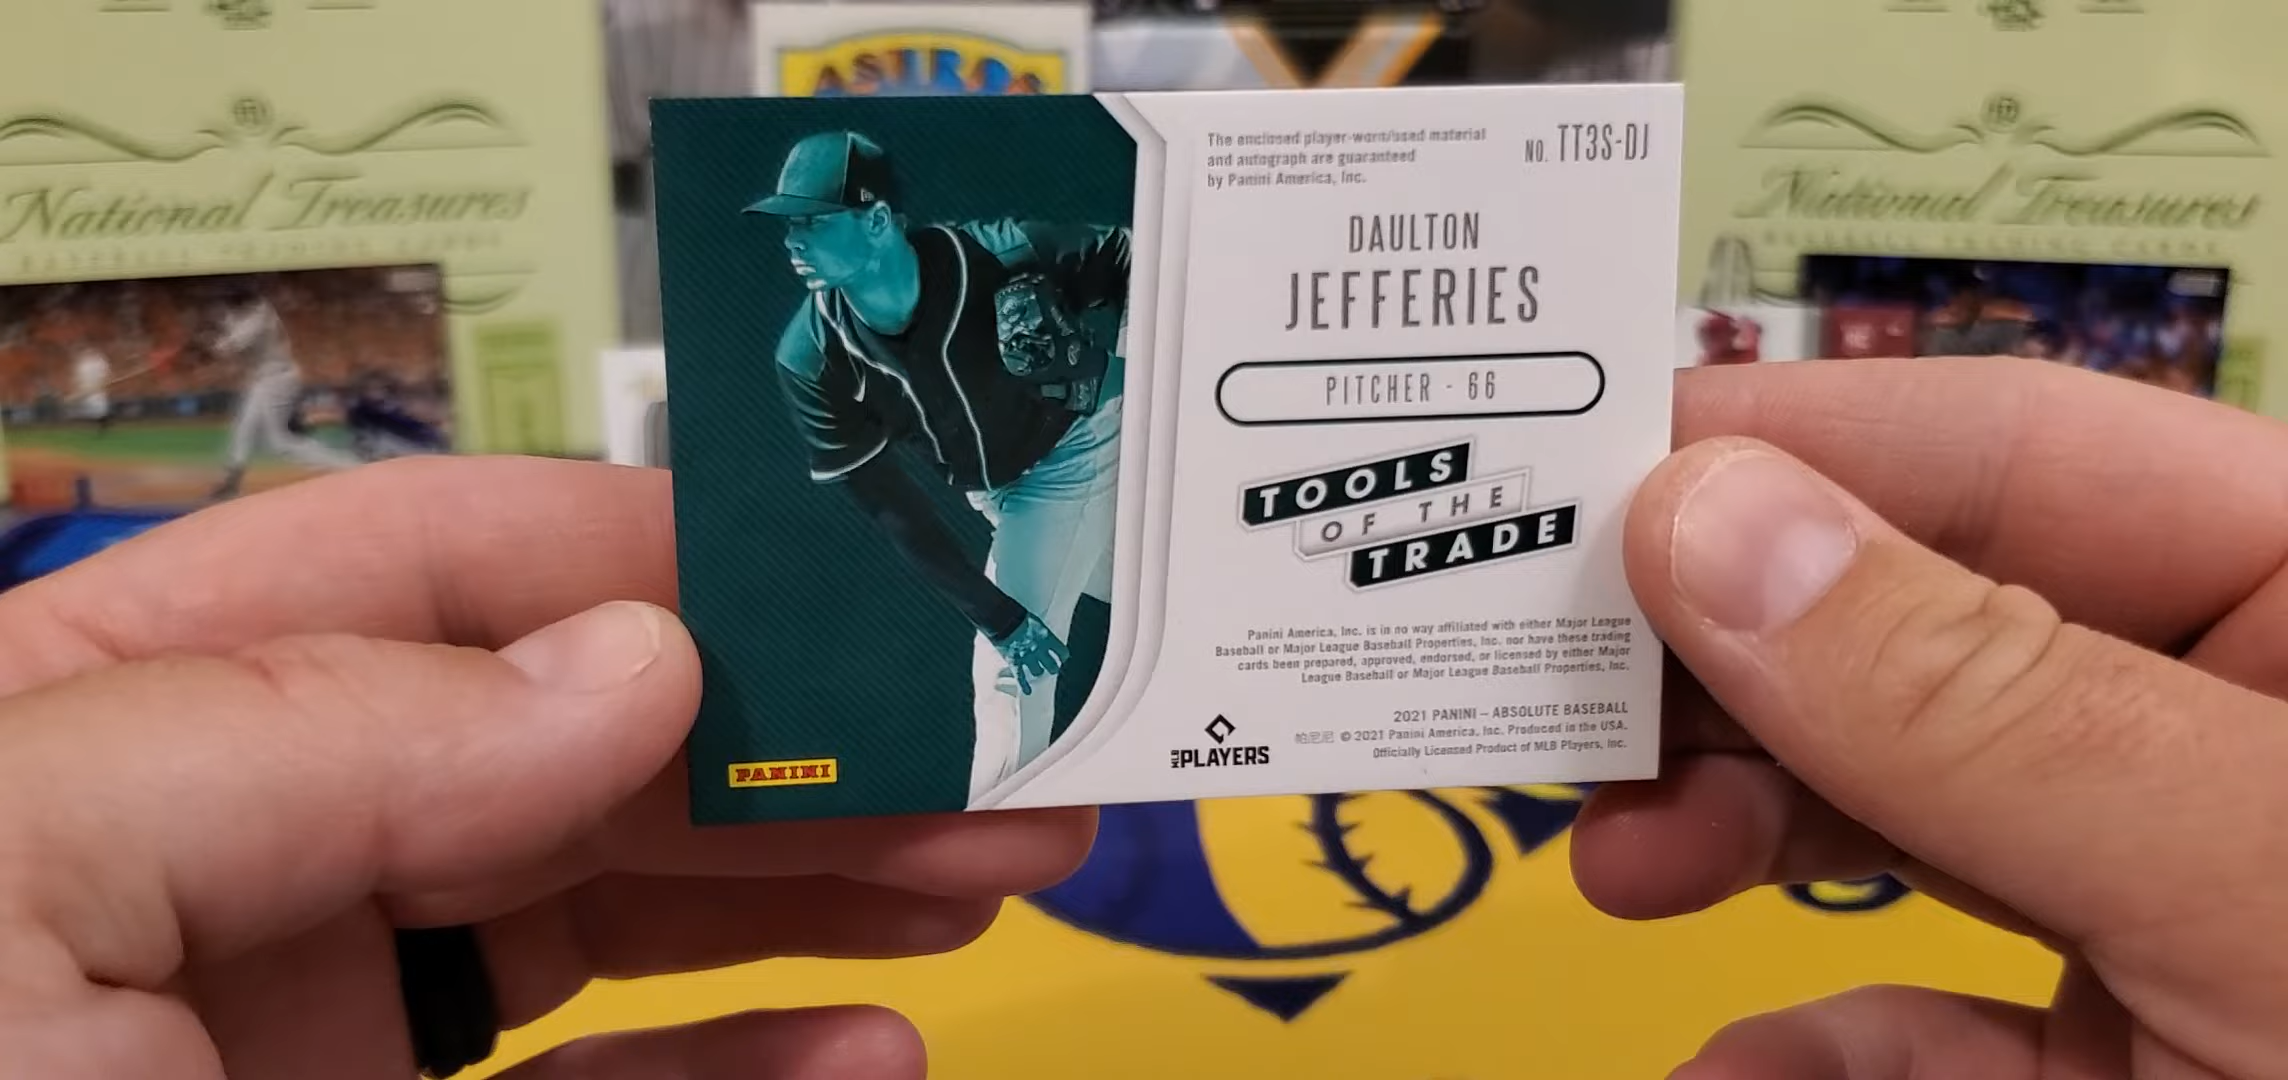 ASTROS
National Treasures
National Treasures
The enclosed player-worn/used material
and autograph are guaranteed
by Panini America, Inc.
NO. TT3S-DJ
DAULTON
JEFFERIES
PITCHER - 66
TOOLS
OF THE
TRADE
Panini America, Inc. is in no way affiliated with either Major League
Baseball or Major League Baseball Properties, Inc. nor have these trading
cards been prepared, approved, endorsed, or licensed by either Major
League Baseball or Major League Baseball Properties, Inc.
2021 PANINI – ABSOLUTE BASEBALL
帕尼尼 © 2021 Panini America, Inc. Produced in the USA.
Officially Licensed Product of MLB Players, Inc.
MLB PLAYERS
PANINI